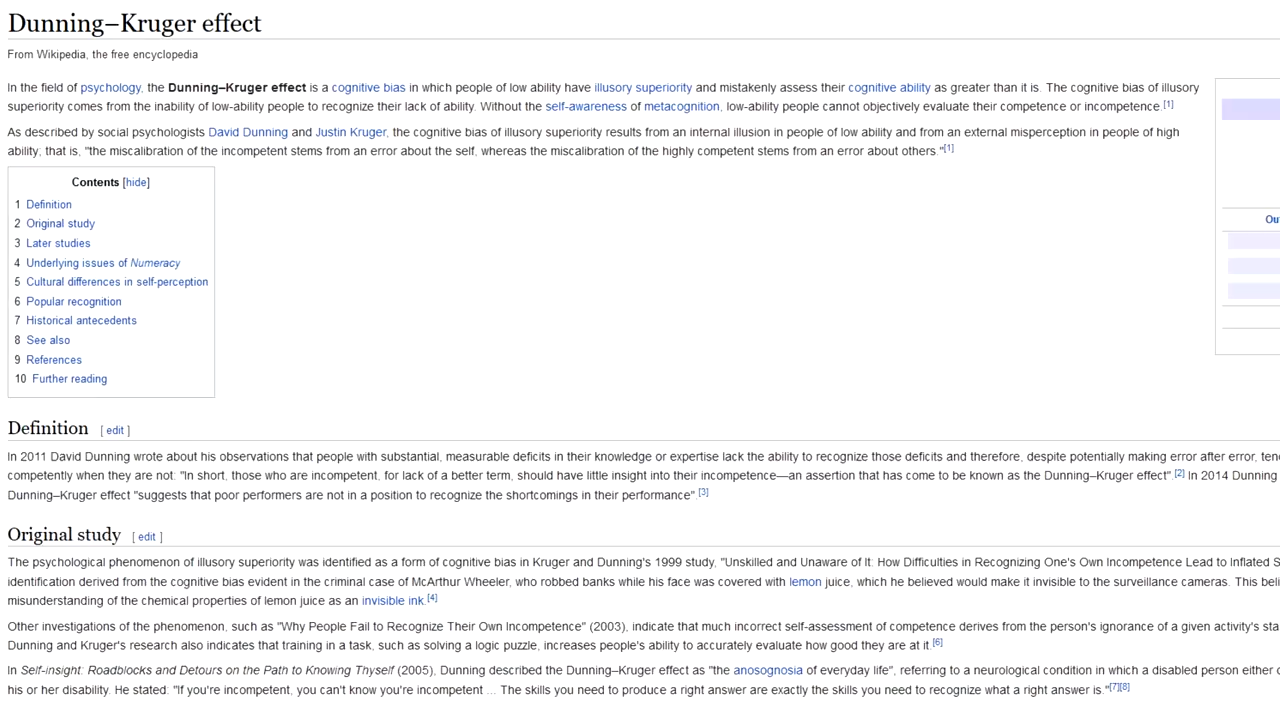 Dunning–Kruger effect
From Wikipedia, the free encyclopedia
In the field of psychology, the Dunning–Kruger effect is a cognitive bias in which people of low ability have illusory superiority and mistakenly assess their cognitive ability as greater than it is. The cognitive bias of illusory
superiority comes from the inability of low-ability people to recognize their lack of ability. Without the self-awareness of metacognition, low-ability people cannot objectively evaluate their competence or incompetence.[1]
As described by social psychologists David Dunning and Justin Kruger, the cognitive bias of illusory superiority results from an internal illusion in people of low ability and from an external misperception in people of high
ability; that is, "the miscalibration of the incompetent stems from an error about the self, whereas the miscalibration of the highly competent stems from an error about others."[1]
Contents [hide]
1 Definition
2 Original study
3 Later studies
4 Underlying issues of Numeracy
5 Cultural differences in self-perception
6 Popular recognition
7 Historical antecedents
8 See also
9 References
10 Further reading
Definition [ edit ]
In 2011 David Dunning wrote about his observations that people with substantial, measurable deficits in their knowledge or expertise lack the ability to recognize those deficits and therefore, despite potentially making error after error,
competently when they are not: "In short, those who are incompetent, for lack of a better term, should have little insight into their incompetence—an assertion that has come to be known as the Dunning–Kruger effect".[2] In 2014 Dunning
Dunning–Kruger effect "suggests that poor performers are not in a position to recognize the shortcomings in their performance".[3]
Original study [ edit ]
The psychological phenomenon of illusory superiority was identified as a form of cognitive bias in Kruger and Dunning's 1999 study, "Unskilled and Unaware of It: How Difficulties in Recognizing One's Own Incompetence Lead to Inflated
identification derived from the cognitive bias evident in the criminal case of McArthur Wheeler, who robbed banks while his face was covered with lemon juice, which he believed would make it invisible to the surveillance cameras. This
misunderstanding of the chemical properties of lemon juice as an invisible ink.[4]
Other investigations of the phenomenon, such as "Why People Fail to Recognize Their Own Incompetence" (2003), indicate that much incorrect self-assessment of competence derives from the person's ignorance of a given activity's
Dunning and Kruger's research also indicates that training in a task, such as solving a logic puzzle, increases people's ability to accurately evaluate how good they are at it.[6]
In Self-insight: Roadblocks and Detours on the Path to Knowing Thyself (2005), Dunning described the Dunning–Kruger effect as "the anosognosia of everyday life", referring to a neurological condition in which a disabled person either
his or her disability. He stated: "If you're incompetent, you can't know you're incompetent ... The skills you need to produce a right answer are exactly the skills you need to recognize what a right answer is."[7][8]